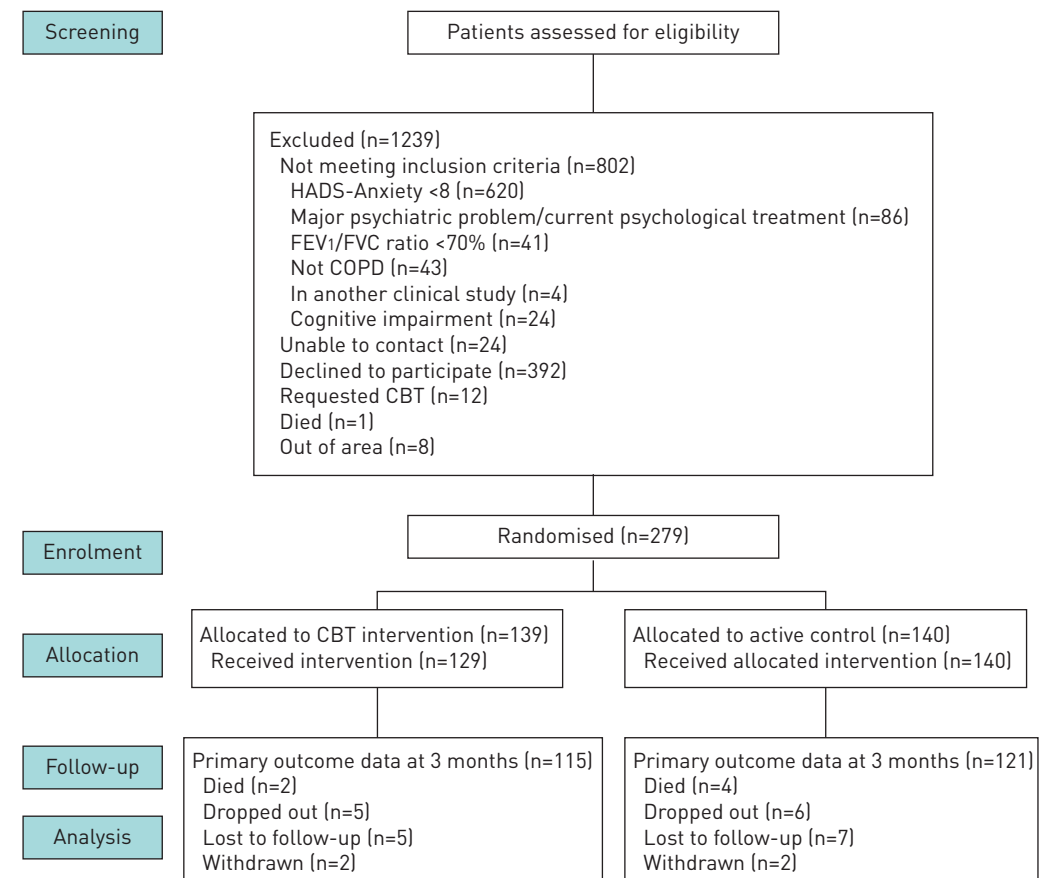 Screening
Patients assessed for eligibility
Excluded (n=1239)
Not meeting inclusion criteria (n=802)
HADS-Anxiety <8 (n=620)
Major psychiatric problem/current psychological treatment (n=86)
FEV1/FVC ratio <70% (n=41)
Not COPD (n=43)
In another clinical study (n=4)
Cognitive impairment (n=24)
Unable to contact (n=24)
Declined to participate (n=392)
Requested CBT (n=12)
Died (n=1)
Out of area (n=8)
Enrolment
Randomised (n=279)
Allocation
Allocated to CBT intervention (n=139)
Received intervention (n=129)
Allocated to active control (n=140)
Received allocated intervention (n=140)
Follow-up
Analysis
Primary outcome data at 3 months (n=115)
Died (n=2)
Dropped out (n=5)
Lost to follow-up (n=5)
Withdrawn (n=2)
Primary outcome data at 3 months (n=121)
Died (n=4)
Dropped out (n=6)
Lost to follow-up (n=7)
Withdrawn (n=2)